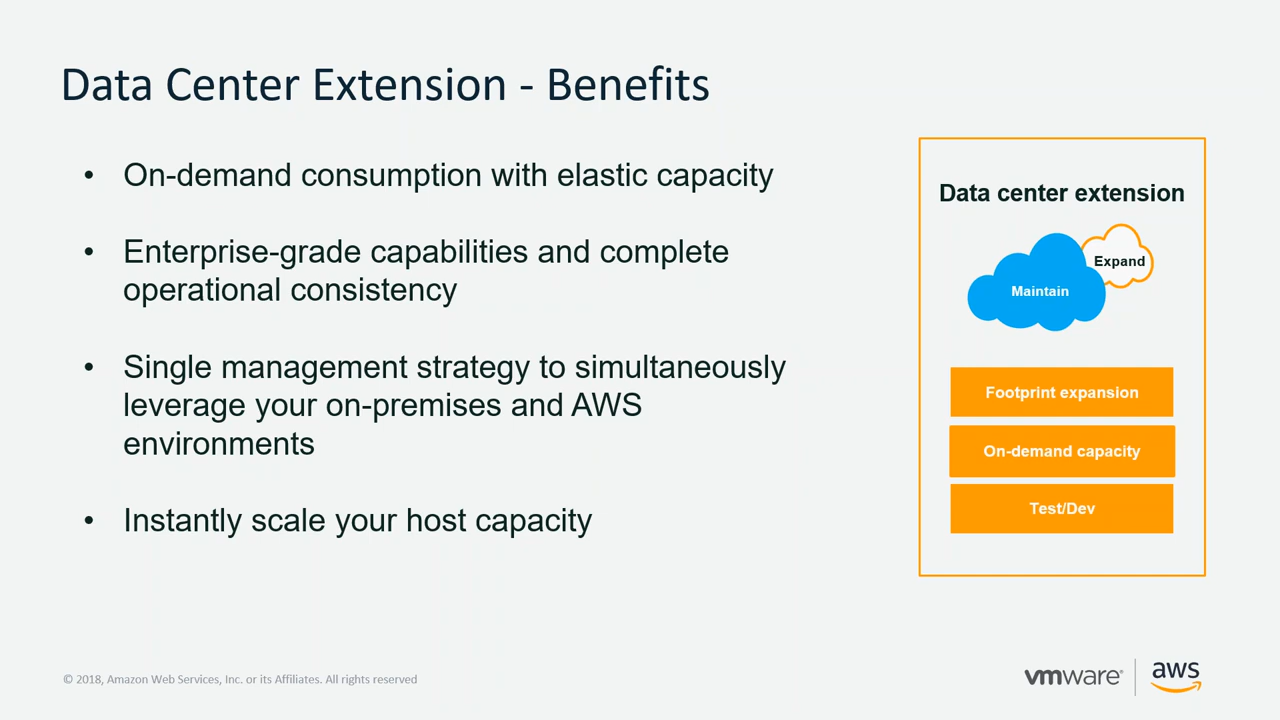 Data Center Extension - Benefits
• On-demand consumption with elastic capacity
• Enterprise-grade capabilities and complete
operational consistency
• Single management strategy to simultaneously
leverage your on-premises and AWS
environments
• Instantly scale your host capacity
Data center extension
Expand
Maintain
Footprint expansion
On-demand capacity
Test/Dev
© 2018, Amazon Web Services, Inc. or its Affiliates. All rights reserved
vmware®
aws